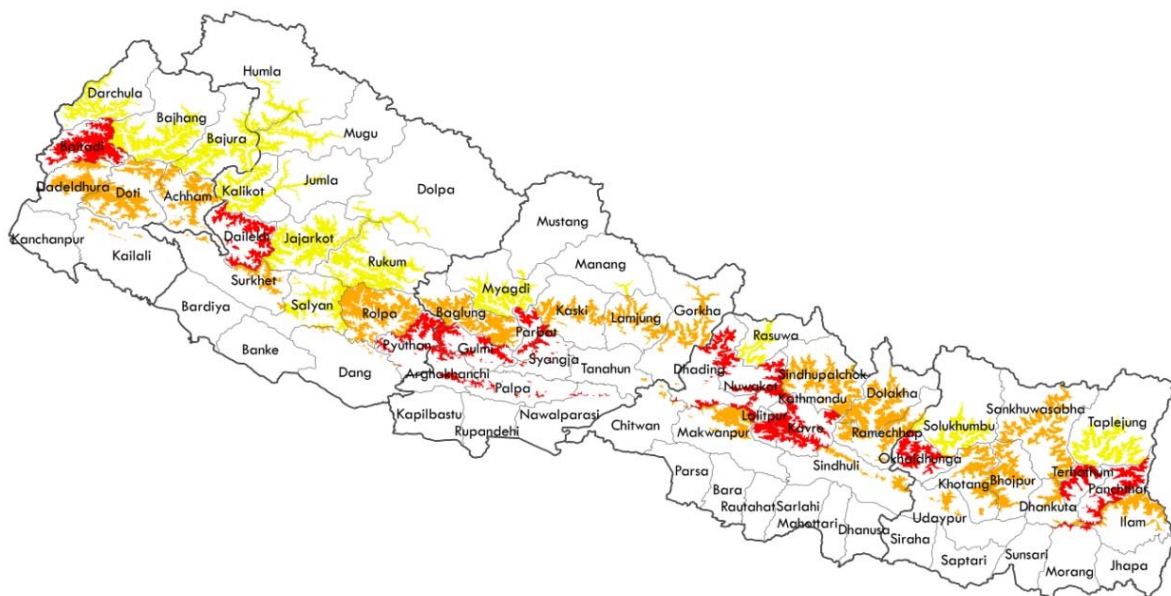 Humla
Darchula
Bajhang
Bajura
Mugu
Baitadi
Dadeldhura
Doti
Achham
Kalikot
Jumla
Dolpa
Kanchanpur
Kailali
Dailekh
Jajarkot
Rukum
Surkhet
Salyan
Bardiya
Banke
Rolpa
Dang
Pyuthan
Mustang
Manang
Myagdi
Baglung
Parbat
Kaski
Lamjung
Gorkha
Gulmi
Syangja
Arghakhanchi
Palpa
Tanahun
Kapilbastu
Nawalparasi
Rupandehi
Rasuwa
Dhading
Nuwakot
Sindhupalchok
Kathmandu
Dolakha
Lalitpur
Kavre
Ramechhap
Chitwan
Makwanpur
Sindhuli
Parsa
Bara
Rautahat
Sarlahi
Mahottari
Dhanusa
Sankhuwasabha
Taplejung
Solukhumbu
Okhaldhunga
Khotang
Bhojpur
Terhathum
Panchthar
Dhankuta
Ilam
Udaypur
Siraha
Saptari
Sunsari
Morang
Jhapa